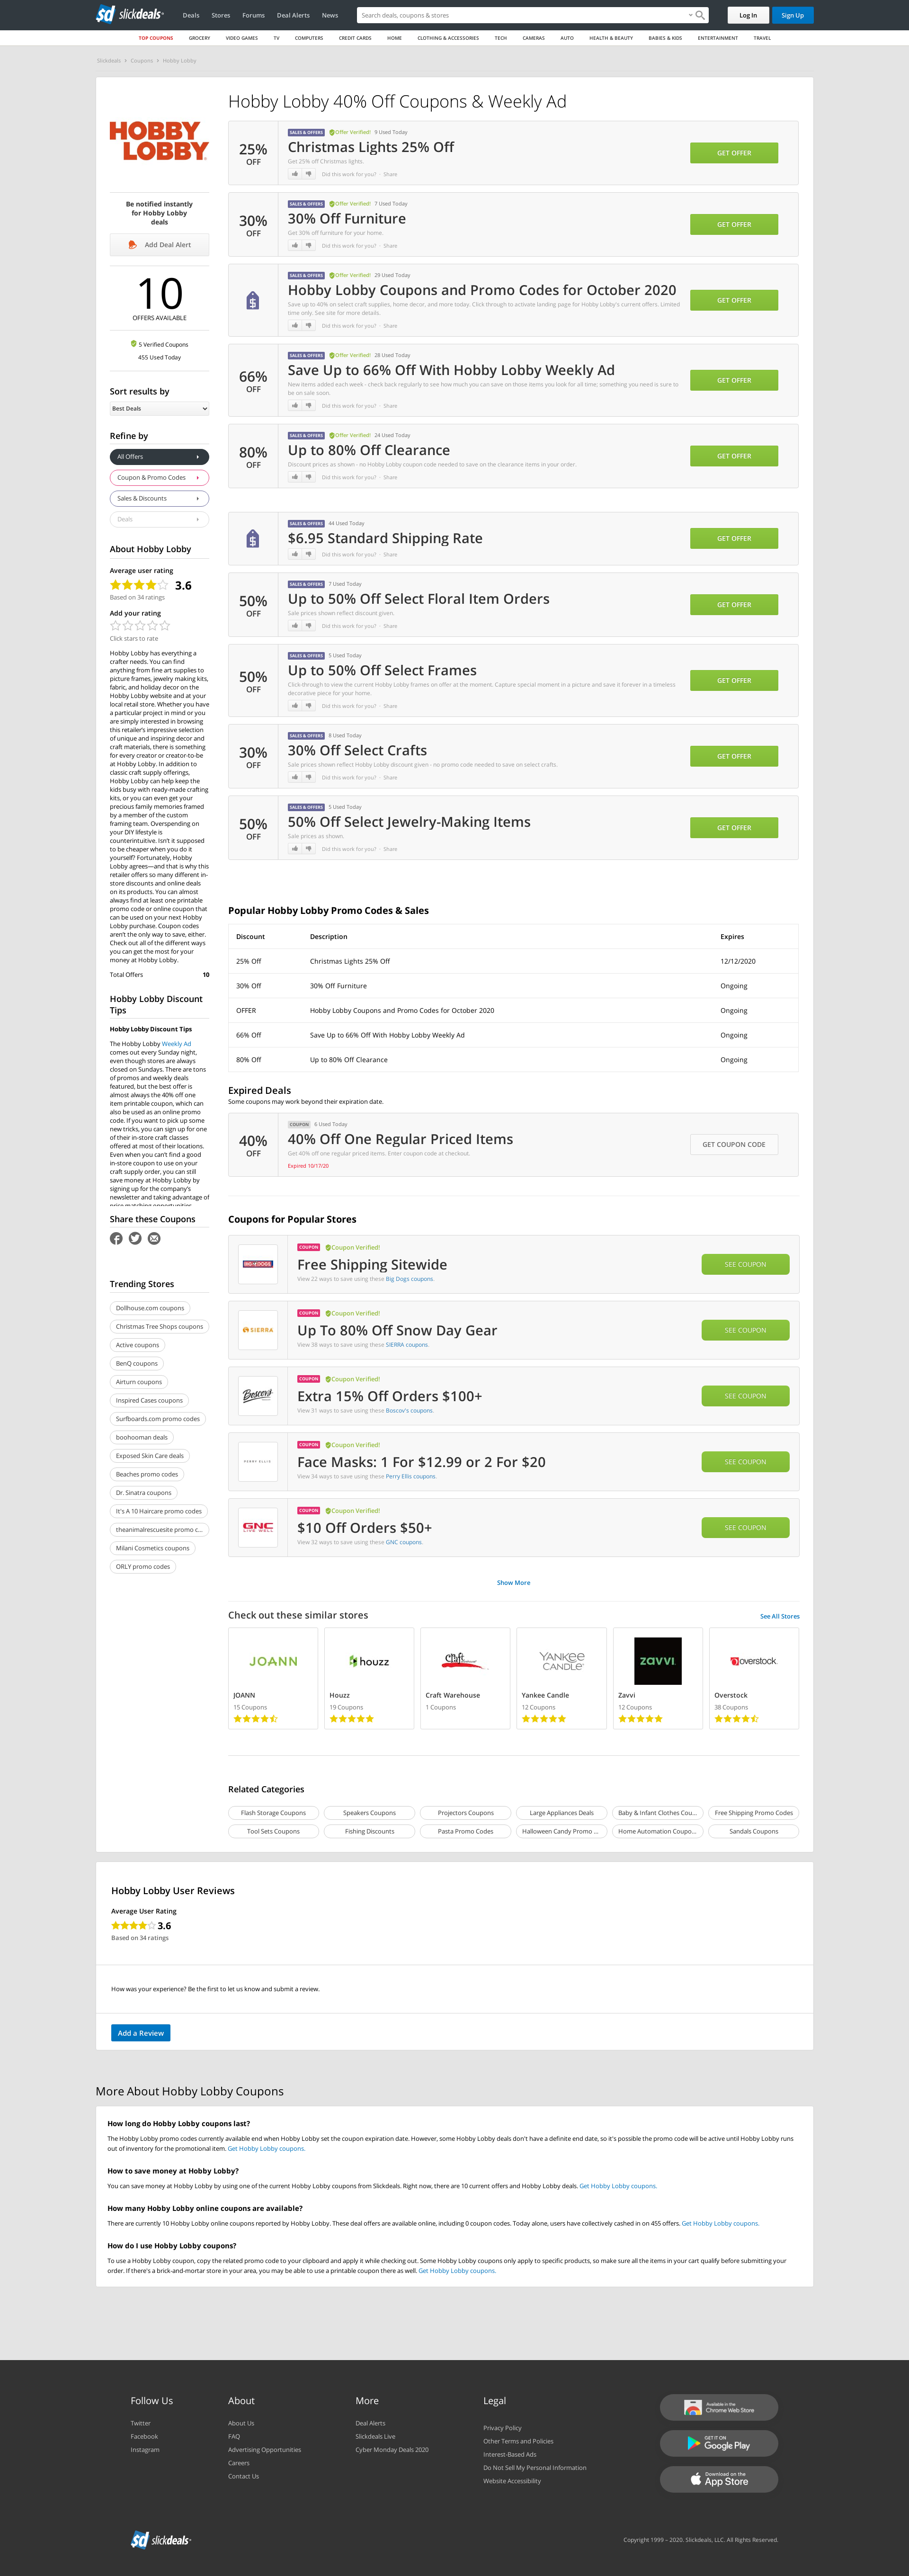 slickdeals
Deals Stores Forums Deal Alerts News
Search deals, coupons & stores
Log In
Sign Up
TOP COUPONS GROCERY VIDEO GAMES TV COMPUTERS CREDIT CARDS HOME CLOTHING & ACCESSORIES TECH CAMERAS AUTO HEALTH & BEAUTY BABIES & KIDS ENTERTAINMENT TRAVEL
Slickdeals › Coupons › Hobby Lobby
HOBBY LOBBY
Be notified instantly
for Hobby Lobby
deals
Add Deal Alert
10
OFFERS AVAILABLE
5 Verified Coupons
455 Used Today
Sort results by
Best Deals
Refine by
All Offers
Coupon & Promo Codes
Sales & Discounts
Deals
About Hobby Lobby
Average user rating
3.6
Based on 34 ratings
Add your rating
Click stars to rate
Hobby Lobby has everything a
crafter needs. You can find
anything from fine art supplies to
picture frames, jewelry making kits,
fabric, and holiday decor on the
Hobby Lobby website and at your
local retail store. Whether you have
a particular project in mind or you
are simply interested in browsing
this retailer's impressive selection
of unique and inspiring decor and
craft materials, there is something
for every creator or creator-to-be
at Hobby Lobby. In addition to
classic craft supply offerings,
Hobby Lobby can help keep the
kids busy with ready-made crafting
kits, or you can even get your
precious family memories framed
by a member of the custom
framing team. Overspending on
your DIY lifestyle is
counterintuitive. Isn't it supposed
to be cheaper when you do it
yourself? Fortunately, Hobby
Lobby agrees—and that is why this
retailer offers so many different in-
store discounts and online deals
on its products. You can almost
always find at least one printable
promo code or online coupon that
can be used on your next Hobby
Lobby purchase. Coupon codes
aren't the only way to save, either.
Check out all of the different ways
you can get the most for your
money at Hobby Lobby.
Total Offers 10
Hobby Lobby Discount
Tips
Hobby Lobby Discount Tips
The Hobby Lobby Weekly Ad
comes out every Sunday night,
even though stores are always
closed on Sundays. There are tons
of promos and weekly deals
featured, but the best offer is
almost always the 40% off one
item printable coupon, which can
also be used as an online promo
code. If you want to pick up some
new tricks, you can sign up for one
of their in-store craft classes
offered at most of their locations.
Even when you can't find a good
in-store coupon to use on your
craft supply order, you can still
save money at Hobby Lobby by
signing up for the company's
newsletter and taking advantage of
price matching opportunities.
Share these Coupons
Trending Stores
Dollhouse.com coupons
Christmas Tree Shops coupons
Active coupons
BenQ coupons
Airturn coupons
Inspired Cases coupons
Surfboards.com promo codes
boohooman deals
Exposed Skin Care deals
Beaches promo codes
Dr. Sinatra coupons
It's A 10 Haircare promo codes
theanimalrescuesite promo c...
Milani Cosmetics coupons
ORLY promo codes
Hobby Lobby 40% Off Coupons & Weekly Ad
25% OFF
SALES & OFFERS Offer Verified! 9 Used Today
Christmas Lights 25% Off
Get 25% off Christmas lights.
Did this work for you? · Share
GET OFFER
30% OFF
SALES & OFFERS Offer Verified! 7 Used Today
30% Off Furniture
Get 30% off furniture for your home.
Did this work for you? · Share
GET OFFER
SALES & OFFERS Offer Verified! 29 Used Today
Hobby Lobby Coupons and Promo Codes for October 2020
Save up to 40% on select craft supplies, home decor, and more today. Click through to activate landing page for Hobby Lobby's current offers. Limited
time only. See site for more details.
Did this work for you? · Share
GET OFFER
66% OFF
SALES & OFFERS Offer Verified! 28 Used Today
Save Up to 66% Off With Hobby Lobby Weekly Ad
New items added each week - check back regularly to see how much you can save on those items you look for all time; something you need is sure to
be on sale soon.
Did this work for you? · Share
GET OFFER
80% OFF
SALES & OFFERS Offer Verified! 24 Used Today
Up to 80% Off Clearance
Discount prices as shown - no Hobby Lobby coupon code needed to save on the clearance items in your order.
Did this work for you? · Share
GET OFFER
SALES & OFFERS 44 Used Today
$6.95 Standard Shipping Rate
Did this work for you? · Share
GET OFFER
50% OFF
SALES & OFFERS 7 Used Today
Up to 50% Off Select Floral Item Orders
Sale prices shown reflect discount given.
Did this work for you? · Share
GET OFFER
50% OFF
SALES & OFFERS 5 Used Today
Up to 50% Off Select Frames
Click-through to view the current Hobby Lobby frames on offer at the moment. Capture special moment in a picture and save it forever in a timeless
decorative piece for your home.
Did this work for you? · Share
GET OFFER
30% OFF
SALES & OFFERS 8 Used Today
30% Off Select Crafts
Sale prices shown reflect Hobby Lobby discount given - no promo code needed to save on select crafts.
Did this work for you? · Share
GET OFFER
50% OFF
SALES & OFFERS 5 Used Today
50% Off Select Jewelry-Making Items
Sale prices as shown.
Did this work for you? · Share
GET OFFER
Popular Hobby Lobby Promo Codes & Sales
Discount Description Expires
25% Off Christmas Lights 25% Off 12/12/2020
30% Off 30% Off Furniture Ongoing
OFFER Hobby Lobby Coupons and Promo Codes for October 2020 Ongoing
66% Off Save Up to 66% Off With Hobby Lobby Weekly Ad Ongoing
80% Off Up to 80% Off Clearance Ongoing
Expired Deals
Some coupons may work beyond their expiration date.
40% OFF
COUPON 6 Used Today
40% Off One Regular Priced Items
Get 40% off one regular priced items. Enter coupon code at checkout.
Expired 10/17/20
GET COUPON CODE
Coupons for Popular Stores
BIG DOGS
COUPON Coupon Verified!
Free Shipping Sitewide
View 22 ways to save using these Big Dogs coupons.
SEE COUPON
SIERRA
COUPON Coupon Verified!
Up To 80% Off Snow Day Gear
View 38 ways to save using these SIERRA coupons.
SEE COUPON
Boscov's
COUPON Coupon Verified!
Extra 15% Off Orders $100+
View 31 ways to save using these Boscov's coupons.
SEE COUPON
PERRY ELLIS
COUPON Coupon Verified!
Face Masks: 1 For $12.99 or 2 For $20
View 34 ways to save using these Perry Ellis coupons.
SEE COUPON
GNC
LIVE WELL
COUPON Coupon Verified!
$10 Off Orders $50+
View 32 ways to save using these GNC coupons.
SEE COUPON
Show More
Check out these similar stores
See All Stores
JOANN
JOANN
15 Coupons
houzz
Houzz
19 Coupons
Craft Warehouse
Craft Warehouse
1 Coupons
YANKEE CANDLE
Yankee Candle
12 Coupons
ZAVVI
Zavvi
12 Coupons
overstock
Overstock
38 Coupons
Related Categories
Flash Storage Coupons Speakers Coupons Projectors Coupons Large Appliances Deals Baby & Infant Clothes Cou... Free Shipping Promo Codes
Tool Sets Coupons Fishing Discounts Pasta Promo Codes Halloween Candy Promo ... Home Automation Coupo... Sandals Coupons
Hobby Lobby User Reviews
Average User Rating
3.6
Based on 34 ratings
How was your experience? Be the first to let us know and submit a review.
Add a Review
More About Hobby Lobby Coupons
How long do Hobby Lobby coupons last?
The Hobby Lobby promo codes currently available end when Hobby Lobby set the coupon expiration date. However, some Hobby Lobby deals don't have a definite end date, so it's possible the promo code will be active until Hobby Lobby runs
out of inventory for the promotional item. Get Hobby Lobby coupons.
How to save money at Hobby Lobby?
You can save money at Hobby Lobby by using one of the current Hobby Lobby coupons from Slickdeals. Right now, there are 10 current offers and Hobby Lobby deals. Get Hobby Lobby coupons.
How many Hobby Lobby online coupons are available?
There are currently 10 Hobby Lobby online coupons reported by Hobby Lobby. These deal offers are available online, including 0 coupon codes. Today alone, users have collectively cashed in on 455 offers. Get Hobby Lobby coupons.
How do I use Hobby Lobby coupons?
To use a Hobby Lobby coupon, copy the related promo code to your clipboard and apply it while checking out. Some Hobby Lobby coupons only apply to specific products, so make sure all the items in your cart qualify before submitting your
order. If there's a brick-and-mortar store in your area, you may be able to use a printable coupon there as well. Get Hobby Lobby coupons.
Follow Us
Twitter
Facebook
Instagram
About
About Us
FAQ
Advertising Opportunities
Careers
Contact Us
More
Deal Alerts
Slickdeals Live
Cyber Monday Deals 2020
Legal
Privacy Policy
Other Terms and Policies
Interest-Based Ads
Do Not Sell My Personal Information
Website Accessibility
Available in the
Chrome Web Store
GET IT ON
Google Play
Download on the
App Store
slickdeals
Copyright 1999 – 2020. Slickdeals, LLC. All Rights Reserved.